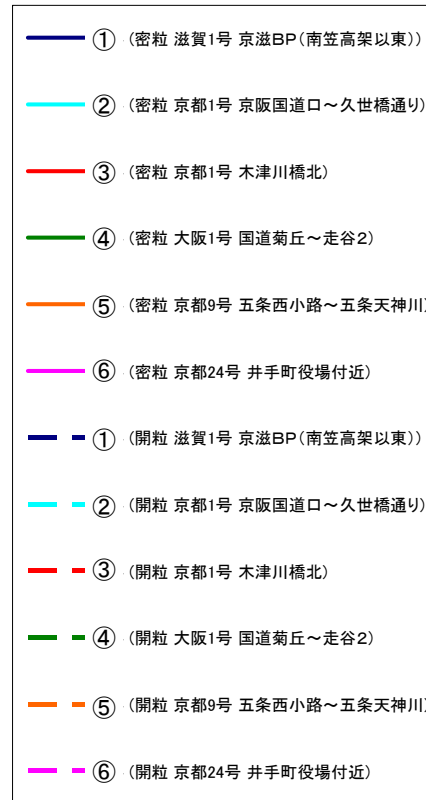 ① (密粒 滋賀1号 京滋BP(南笠高架以東))
② (密粒 京都1号 京阪国道口～久世橋通り)
③ (密粒 京都1号 木津川橋北)
④ (密粒 大阪1号 国道菊丘～走谷2)
⑤ (密粒 京都9号 五条西小路～五条天神川)
⑥ (密粒 京都24号 井手町役場付近)
① (開粒 滋賀1号 京滋BP(南笠高架以東))
② (開粒 京都1号 京阪国道口～久世橋通り)
③ (開粒 京都1号 木津川橋北)
④ (開粒 大阪1号 国道菊丘～走谷2)
⑤ (開粒 京都9号 五条西小路～五条天神川)
⑥ (開粒 京都24号 井手町役場付近)